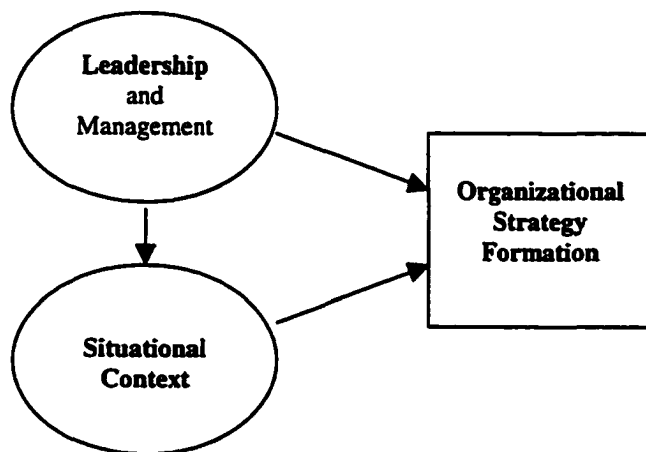 Leadership
and
Management
Organizational
Strategy
Formation
Situational
Context